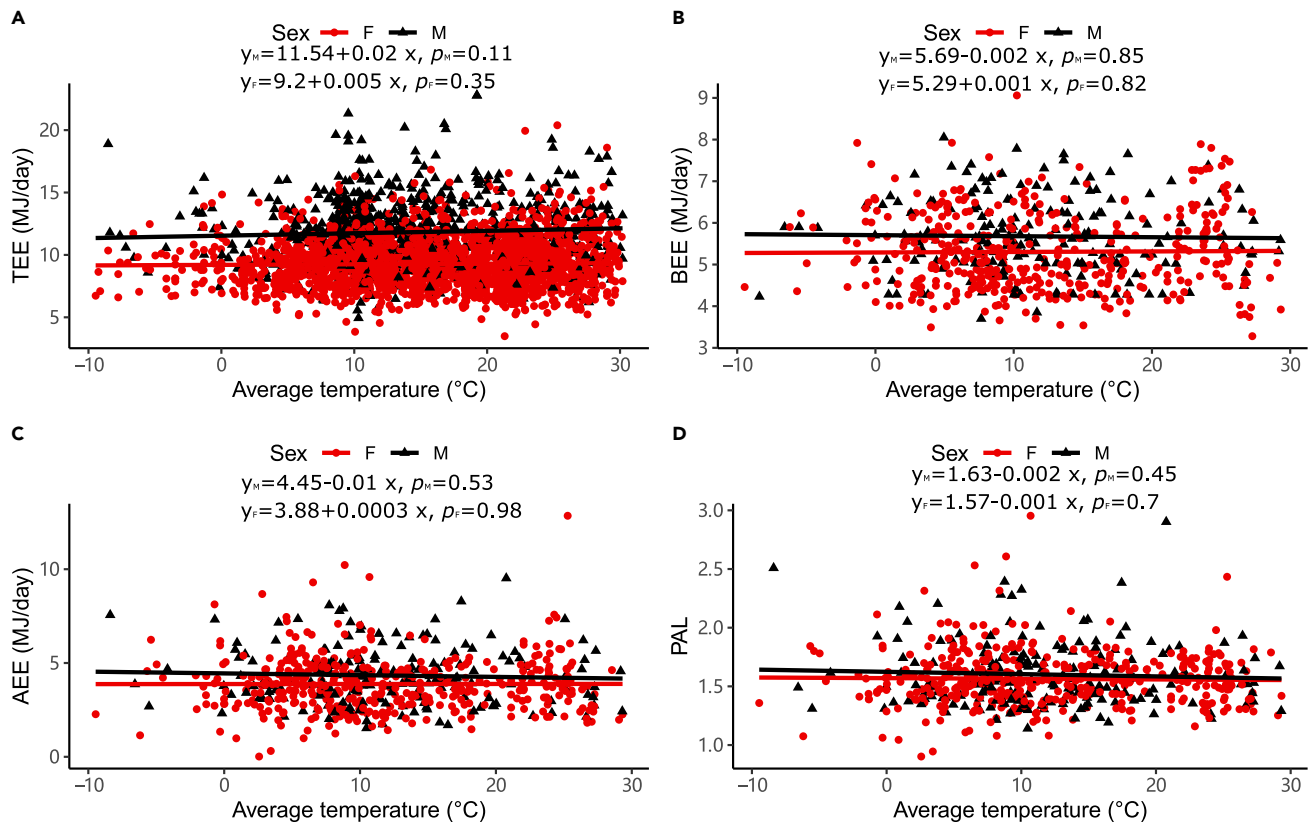 A
Sex F M
yM=11.54+0.02 x, pM=0.11
yF=9.2+0.005 x, pF=0.35
TEE (MJ/day)
20
15
10
5
−10 0 10 20 30
Average temperature (°C)
B
Sex F M
yM=5.69−0.002 x, pM=0.85
yF=5.29+0.001 x, pF=0.82
BEE (MJ/day)
9
8
7
6
5
4
3
−10 0 10 20 30
Average temperature (°C)
C
Sex F M
yM=4.45−0.01 x, pM=0.53
yF=3.88+0.0003 x, pF=0.98
AEE (MJ/day)
10
5
0
−10 0 10 20 30
Average temperature (°C)
D
Sex F M
yM=1.63−0.002 x, pM=0.45
yF=1.57−0.001 x, pF=0.7
PAL
3.0
2.5
2.0
1.5
1.0
−10 0 10 20 30
Average temperature (°C)